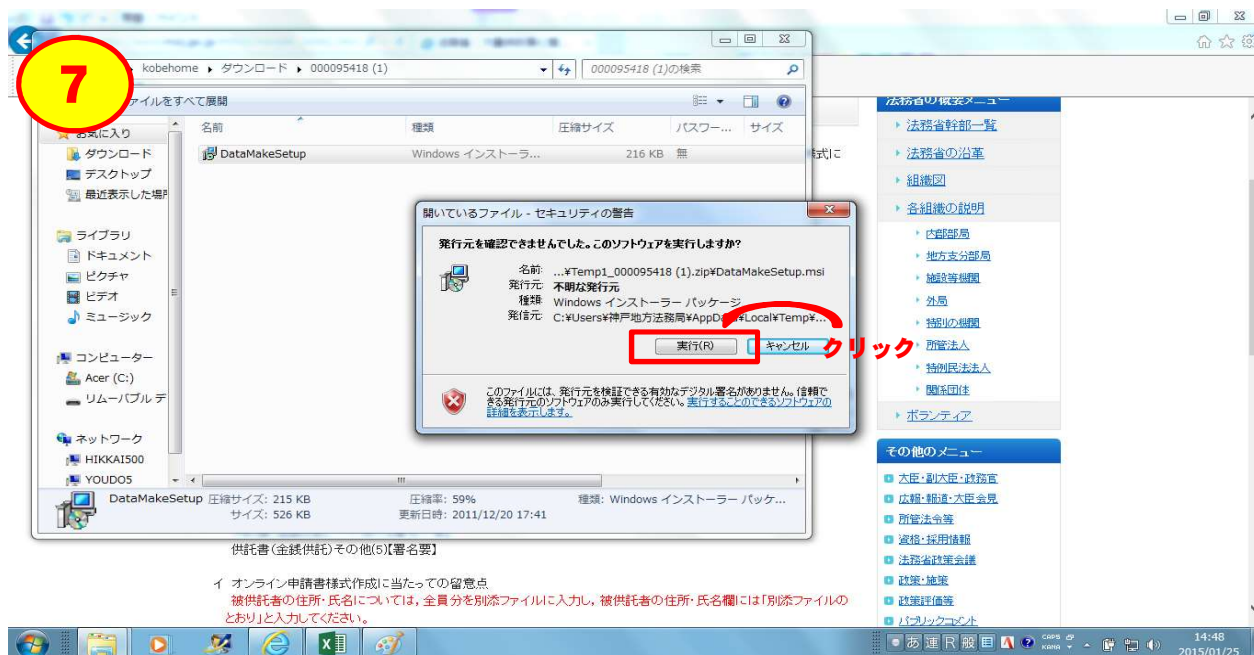 7
kobehome ▸ ダウンロード ▸ 000095418 (1)
000095418 (1)の検索
ァイルをすべて展開
お気に入り
ダウンロード
デスクトップ
最近表示した場所
ライブラリ
ドキュメント
ピクチャ
ビデオ
ミュージック
コンピューター
Acer (C:)
リムーバブル デ
ネットワーク
HIKKAI500
YOUDO5
名前 種類 圧縮サイズ パスワー... サイズ
DataMakeSetup Windows インストーラ... 216 KB 無
開いているファイル - セキュリティの警告
発行元を確認できませんでした。このソフトウェアを実行しますか?
名前: ...¥Temp1_000095418 (1).zip¥DataMakeSetup.msi
発行元: 不明な発行元
種類: Windows インストーラー パッケージ
発信元: C:¥Users¥神戸地方法務局¥AppData¥Local¥Temp¥...
実行(R) キャンセル
クリック
このファイルには、発行元を検証できる有効なデジタル署名がありません。信頼で
きる発行元のソフトウェアのみ実行してください。実行することのできるソフトウェアの
詳細を表示します。
DataMakeSetup 圧縮サイズ: 215 KB 圧縮率: 59% 種類: Windows インストーラー パッケ...
サイズ: 526 KB 更新日時: 2011/12/20 17:41
様式に
供託書(金銭供託)その他(5)【署名要】
イ オンライン申請書様式作成に当たっての留意点
被供託者の住所・氏名については，全員分を別添ファイルに入力し，被供託者の住所・氏名欄には「別添ファイルの
とおり」と入力してください。
法務省の概要メニュー
法務省幹部一覧
法務省の沿革
組織図
各組織の説明
内部部局
地方支分部局
施設等機関
外局
特別の機関
所管法人
特例民法法人
関係団体
ボランティア
その他のメニュー
大臣・副大臣・政務官
広報・報道・大臣会見
所管法令等
資格・採用情報
法務省政策会議
政策・施策
政策評価等
パブリックコメント
あ 連 R 般
CAPS
KANA
14:48
2015/01/25